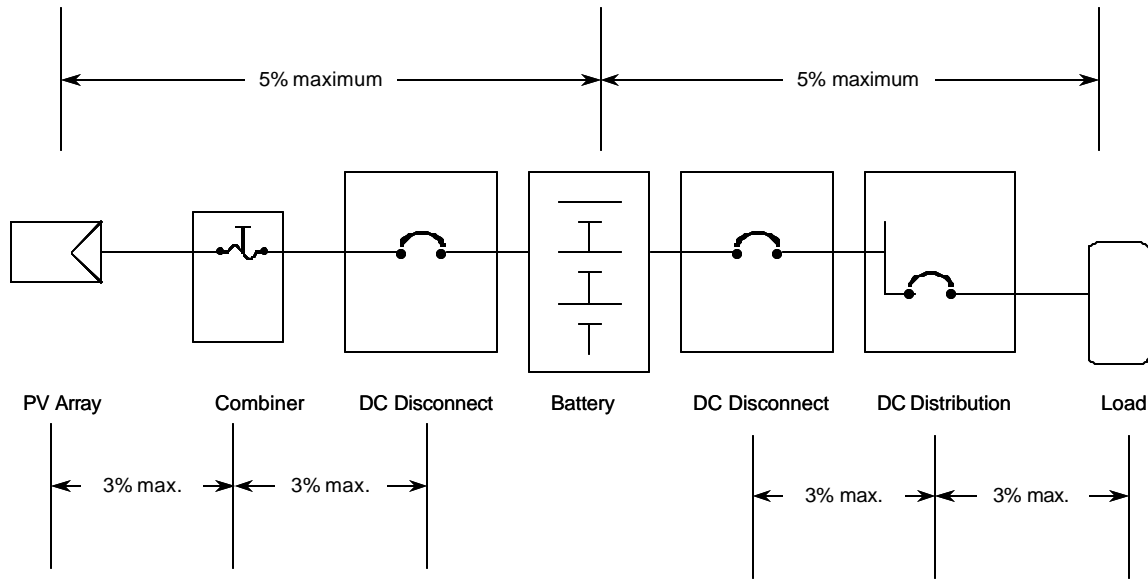 5% maximum
5% maximum
PV Array
Combiner
DC Disconnect
Battery
DC Disconnect
DC Distribution
Load
3% max.
3% max.
3% max.
3% max.